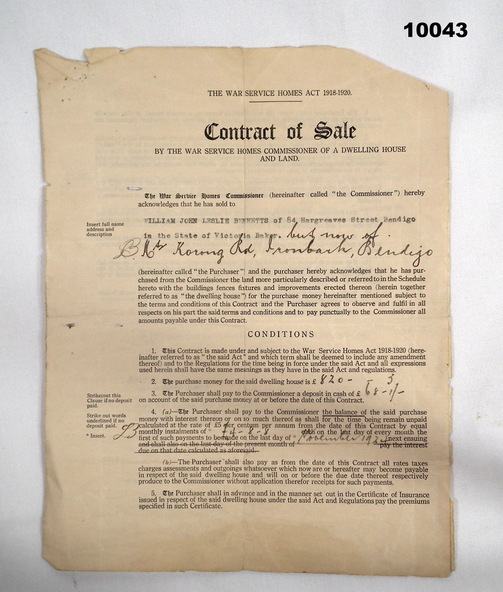 10043
THE WAR SERVICE HOMES ACT 1918-1920.
Contract of Sale
BY THE WAR SERVICE HOMES COMMISSIONER OF A DWELLING HOUSE
AND LAND.
The War Service Homes Commissioner (hereinafter called "the Commissioner") hereby
acknowledges that he has sold to
Insert full name
address and
description
WILLIAM JOHN LESLIE BENNETTS of 84 Hargreaves Street Bendigo
in the State of Victoria Baker. but now of
Mt Korong Rd, Ironbark, Bendigo
(hereinafter called "the Purchaser") and the purchaser hereby acknowledges that he has pur-
chased from the Commissioner the land more particularly described or referred to in the Schedule
hereto with the buildings fences fixtures and improvements erected thereon (herein together
referred to as "the dwelling house") for the purchase money hereinafter mentioned subject to the
terms and conditions of this Contract and the Purchaser agrees to observe and fulfil in all
respects on his part the said terms and conditions and to pay punctually to the Commissioner all
amounts payable under this Contract.
CONDITIONS
1. This Contract is made under and subject to the War Service Homes Act 1918-1920 (here-
inafter referred to as "the said Act" and which term shall be deemed to include any amendment
thereof) and to the Regulations for the time being in force under the said Act and all expressions
used herein shall have the same meanings as they have in the said Act and regulations.
2. The purchase money for the said dwelling house is £ 820-
Strike out this
Clause if no deposit
paid.
3. The Purchaser shall pay to the Commissioner a deposit in cash of £ 68-1/-
on account of the said purchase money at or before the date of this Contract.
Strike out words
underlined if no
deposit paid.
* Insert.
4. (a)—The Purchaser shall pay to the Commissioner the balance of the said purchase
money with interest thereon or on so much thereof as shall for the time being remain unpaid
calculated at the rate of £5 per centum per annum from the date of this Contract by equal
monthly instalments of * £4-8-8 on the last day of every month the
first of such payments to be made on the last day of * November next ensuing
and shall also on the last day of the present month of pay the interest
due on that date calculated as aforesaid.
(b)—The Purchaser shall also pay as from the date of this Contract all rates taxes
charges assessments and outgoings whatsoever which now are or hereafter may become payable
in respect of the said dwelling house and will on or before the due date thereof respectively
produce to the Commissioner without application therefor receipts for such payments.
5. The Purchaser shall in advance and in the manner set out in the Certificate of Insurance
issued in respect of the said dwelling house under the said Act and Regulations pay the premiums
specified in such Certificate.